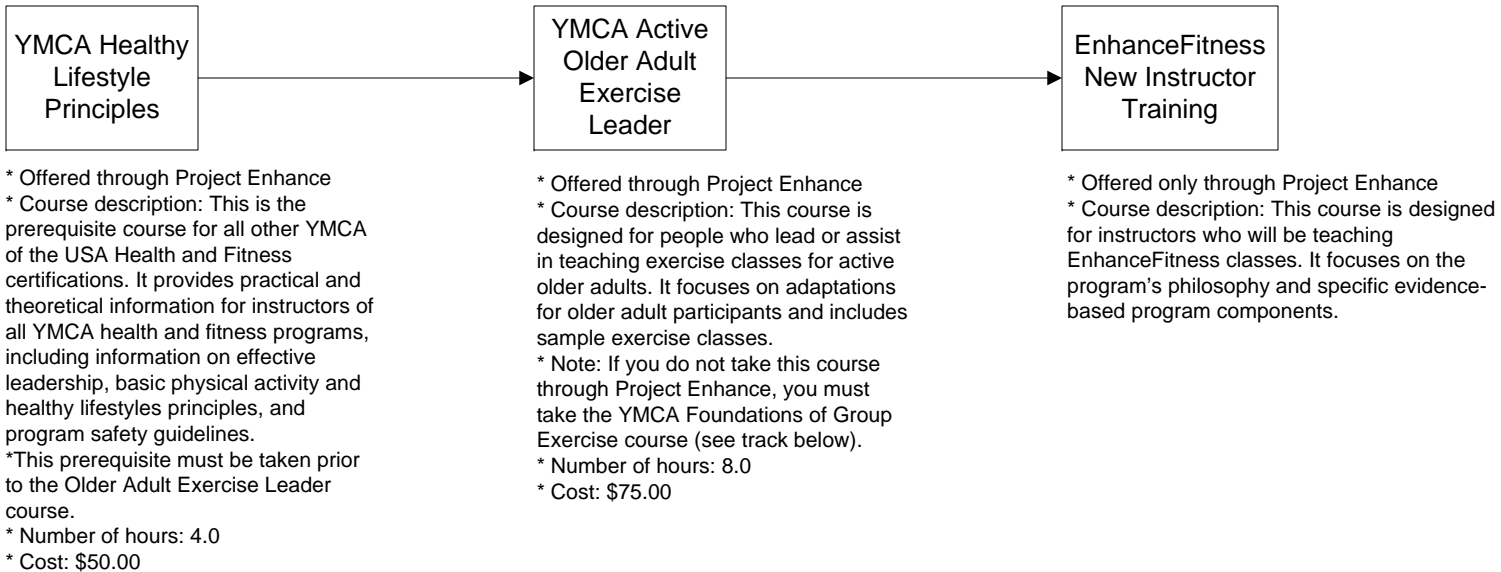 YMCA Healthy
Lifestyle
Principles
YMCA Active
Older Adult
Exercise
Leader
EnhanceFitness
New Instructor
Training
* Offered through Project Enhance
* Course description: This is the
prerequisite course for all other YMCA
of the USA Health and Fitness
certifications. It provides practical and
theoretical information for instructors of
all YMCA health and fitness programs,
including information on effective
leadership, basic physical activity and
healthy lifestyles principles, and
program safety guidelines.
*This prerequisite must be taken prior
to the Older Adult Exercise Leader
course.
* Number of hours: 4.0
* Cost: $50.00
* Offered through Project Enhance
* Course description: This course is
designed for people who lead or assist
in teaching exercise classes for active
older adults. It focuses on adaptations
for older adult participants and includes
sample exercise classes.
* Note: If you do not take this course
through Project Enhance, you must
take the YMCA Foundations of Group
Exercise course (see track below).
* Number of hours: 8.0
* Cost: $75.00
* Offered only through Project Enhance
* Course description: This course is designed
for instructors who will be teaching
EnhanceFitness classes. It focuses on the
program's philosophy and specific evidence-
based program components.